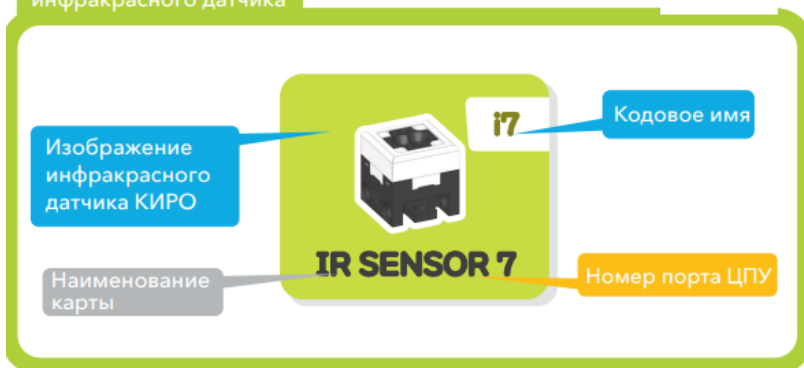 инфракрасного датчика
i7
Кодовое имя
Изображение
инфракрасного
датчика КИРО
IR SENSOR 7
Наименование
карты
Номер порта ЦПУ